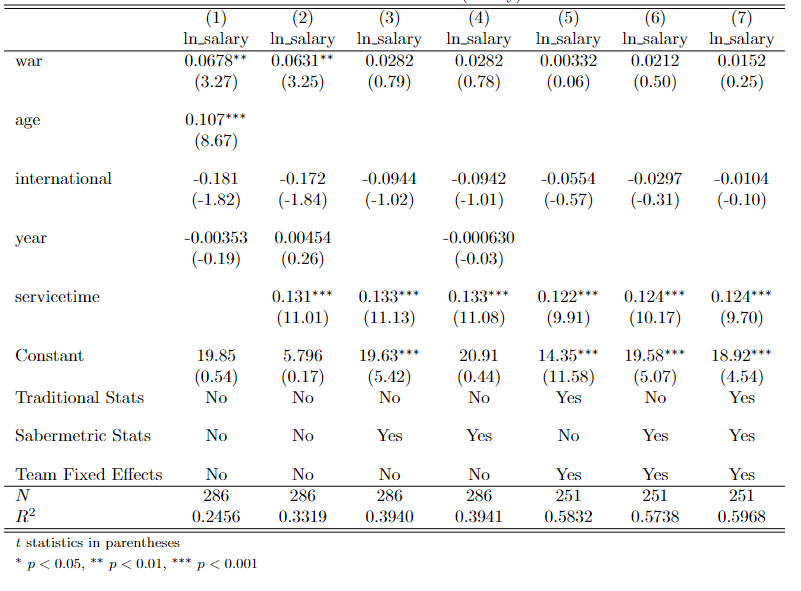 (1) (2) (3) (4) (5) (6) (7)
ln_salary ln_salary ln_salary ln_salary ln_salary ln_salary ln_salary
war 0.0678** 0.0631** 0.0282 0.0282 0.00332 0.0212 0.0152
(3.27) (3.25) (0.79) (0.78) (0.06) (0.50) (0.25)
age 0.107***
(8.67)
international -0.181 -0.172 -0.0944 -0.0942 -0.0554 -0.0297 -0.0104
(-1.82) (-1.84) (-1.02) (-1.01) (-0.57) (-0.31) (-0.10)
year -0.00353 0.00454 -0.000630
(-0.19) (0.26) (-0.03)
servicetime 0.131*** 0.133*** 0.133*** 0.122*** 0.124*** 0.124***
(11.01) (11.13) (11.08) (9.91) (10.17) (9.70)
Constant 19.85 5.796 19.63*** 20.91 14.35*** 19.58*** 18.92***
(0.54) (0.17) (5.42) (0.44) (11.58) (5.07) (4.54)
Traditional Stats No No No No Yes No Yes
Sabermetric Stats No No Yes Yes No Yes Yes
Team Fixed Effects No No No No Yes Yes Yes
N 286 286 286 286 251 251 251
R² 0.2456 0.3319 0.3940 0.3941 0.5832 0.5738 0.5968
t statistics in parentheses
* p < 0.05, ** p < 0.01, *** p < 0.001